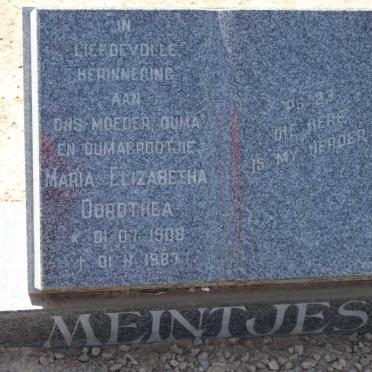 IN
LIEFDEVOLLE
HERINNERING
AAN
ONS MOEDER OUMA
EN OUMAGROOTJIE
MARIA ELIZABETHA
DOROTHEA
* 01·07·1908
† 01·11·1987
PS 23
DIE HERE
IS MY HERDER
MEINTJES